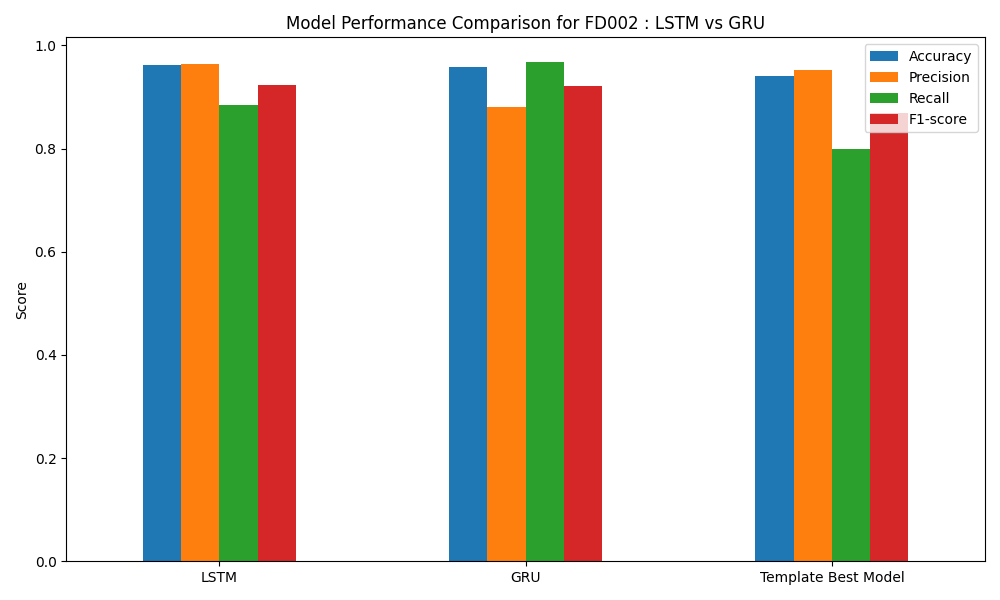 Model Performance Comparison for FD002 : LSTM vs GRU
Score
1.0
0.8
0.6
0.4
0.2
0.0
Accuracy
Precision
Recall
F1-score
LSTM
GRU
Template Best Model